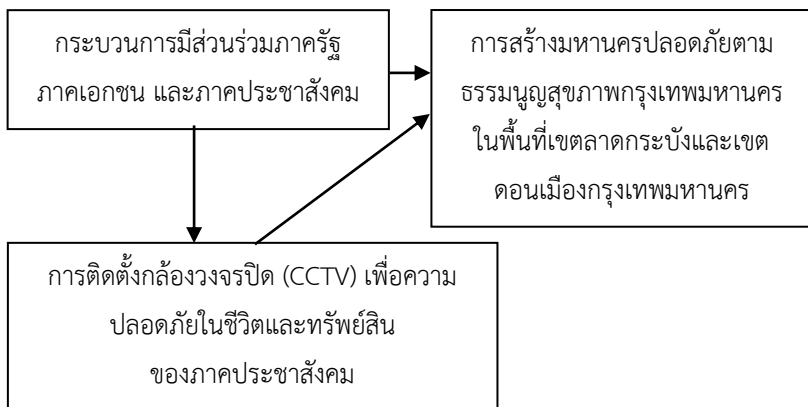 กระบวนการมีส่วนร่วมภาครัฐ
ภาคเอกชน และภาคประชาสังคม
การสร้างมหานครปลอดภัยตาม
ธรรมนูญสุขภาพกรุงเทพมหานคร
ในพื้นที่เขตลาดกระบังและเขต
ดอนเมืองกรุงเทพมหานคร
การติดตั้งกล้องวงจรปิด (CCTV) เพื่อความ
ปลอดภัยในชีวิตและทรัพย์สิน
ของภาคประชาสังคม